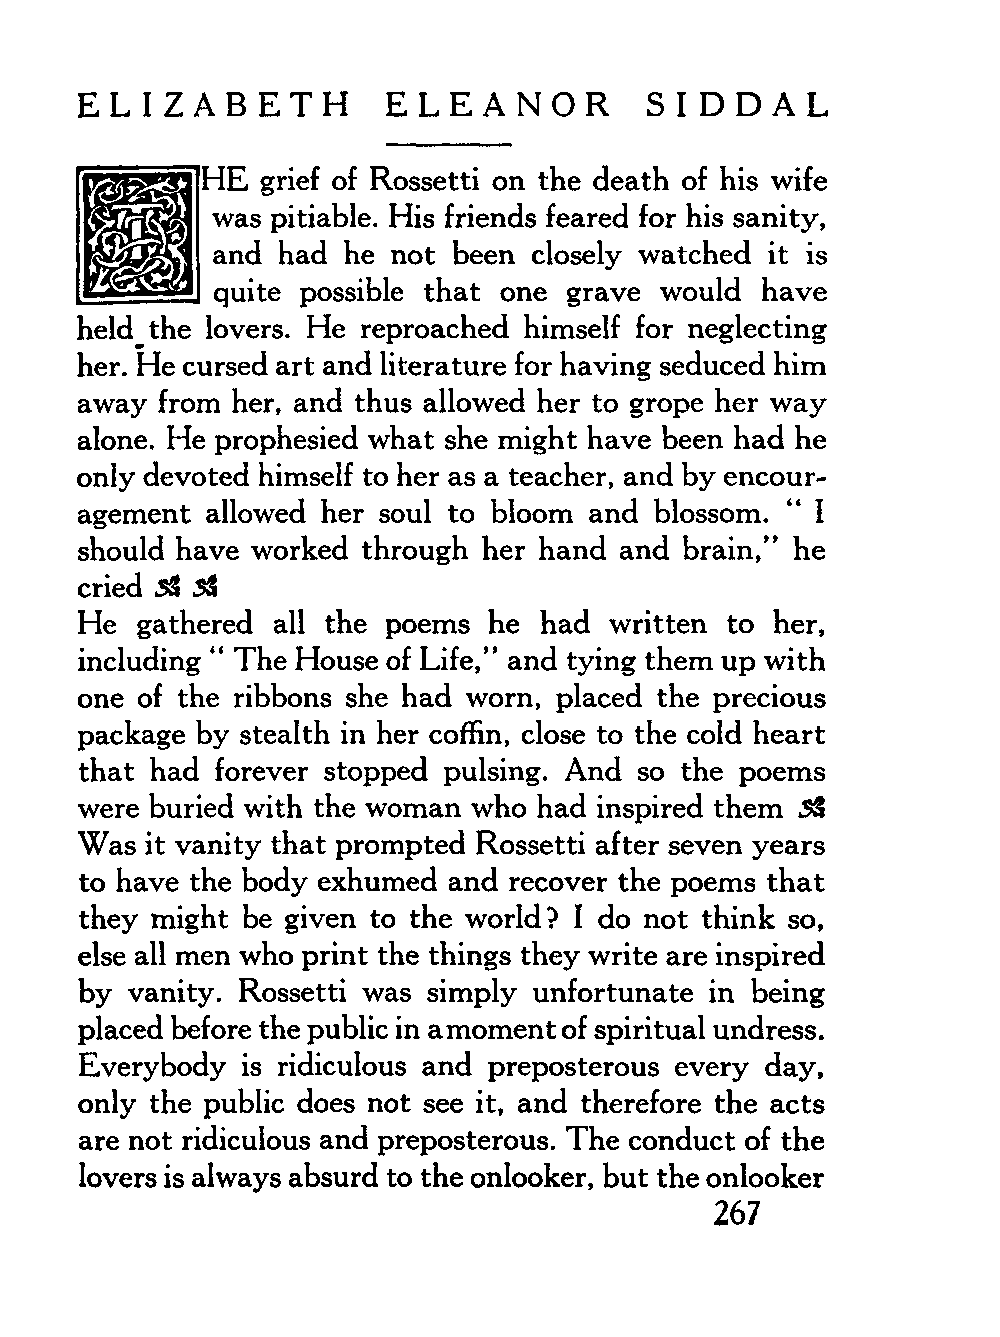 ELIZABETH ELEANOR SIDDAL
THE grief of Rossetti on the death of his wife
was pitiable. His friends feared for his sanity,
and had he not been closely watched it is
quite possible that one grave would have
held the lovers. He reproached himself for neglecting
her. He cursed art and literature for having seduced him
away from her, and thus allowed her to grope her way
alone. He prophesied what she might have been had he
only devoted himself to her as a teacher, and by encour-
agement allowed her soul to bloom and blossom. “ I
should have worked through her hand and brain,” he
cried
He gathered all the poems he had written to her,
including “ The House of Life,” and tying them up with
one of the ribbons she had worn, placed the precious
package by stealth in her coffin, close to the cold heart
that had forever stopped pulsing. And so the poems
were buried with the woman who had inspired them
Was it vanity that prompted Rossetti after seven years
to have the body exhumed and recover the poems that
they might be given to the world? I do not think so,
else all men who print the things they write are inspired
by vanity. Rossetti was simply unfortunate in being
placed before the public in a moment of spiritual undress.
Everybody is ridiculous and preposterous every day,
only the public does not see it, and therefore the acts
are not ridiculous and preposterous. The conduct of the
lovers is always absurd to the onlooker, but the onlooker
267